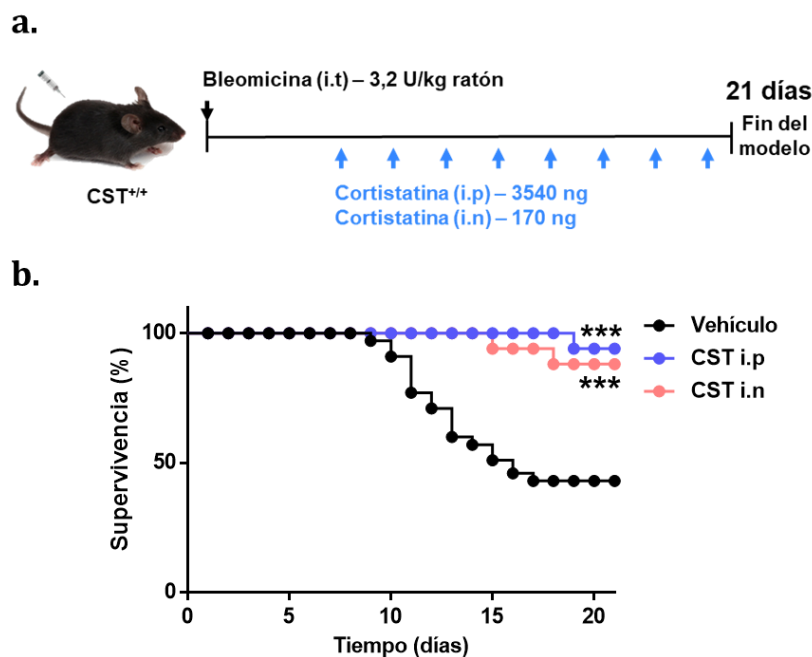 a.
Bleomicina (i.t) – 3,2 U/kg ratón
21 días
Fin del
modelo
CST+/+
Cortistatina (i.p) – 3540 ng
Cortistatina (i.n) – 170 ng
b.
Supervivencia (%)
100
50
0
***
***
Vehículo
CST i.p
CST i.n
0 5 10 15 20
Tiempo (días)